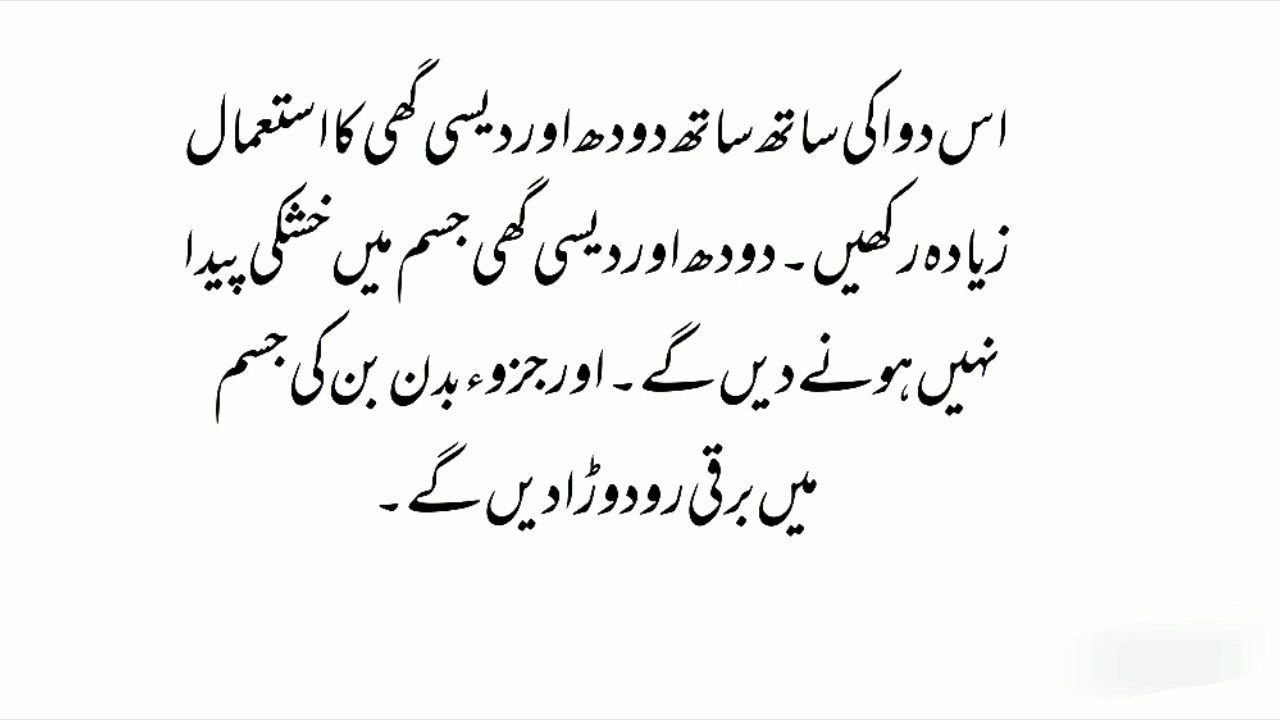 اس دوا کی ساتھ ساتھ دودھ اور دیسی گھی کا استعمال
زیادہ رکھیں۔ دودھ اور دیسی گھی جسم میں خشکی پیدا
نہیں ہونے دیں گے۔ اور جزوء بدن بن کی جسم
میں برقی رو دوڑا دیں گے۔